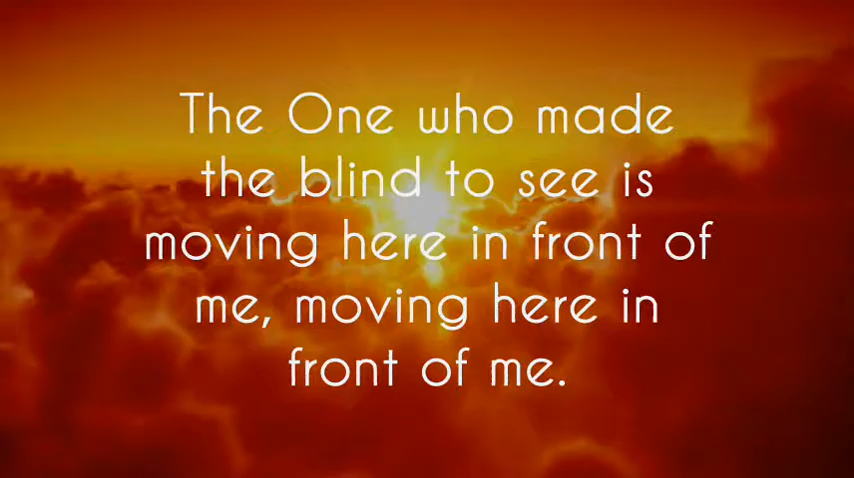 The One who made
the blind to see is
moving here in front of
me, moving here in
front of me.